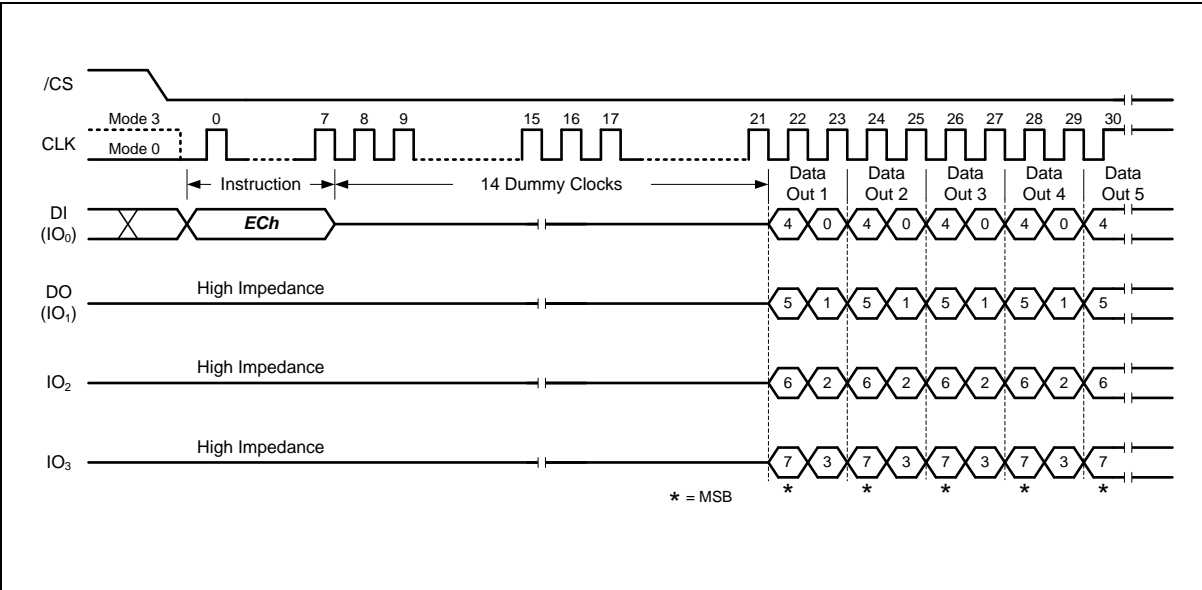 /CS
Mode 3 0 7 8 9 15 16 17 21 22 23 24 25 26 27 28 29 30
CLK
Mode 0
Instruction 14 Dummy Clocks Data Out 1 Data Out 2 Data Out 3 Data Out 4 Data Out 5
DI (IO0) ECh 4 0 4 0 4 0 4 0 4
High Impedance
DO (IO1) 5 1 5 1 5 1 5 1 5
High Impedance
IO2 6 2 6 2 6 2 6 2 6
High Impedance
IO3 7 3 7 3 7 3 7 3 7
* = MSB * * * * *